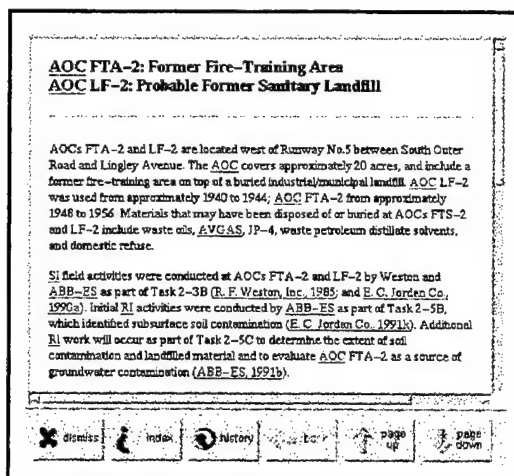 AOC FTA-2: Former Fire-Training Area
AOC LF-2: Probable Former Sanitary Landfill
AOCs FTA-2 and LF-2 are located west of Runway No.5 between South Outer
Road and Lingley Avenue. The AOC covers approximately 20 acres, and include a
former fire-training area on top of a buried industrial/municipal landfill. AOC LF-2
was used from approximately 1940 to 1944; AOC FTA-2 from approximately
1948 to 1956. Materials that may have been disposed of or buried at AOCs FTS-2
and LF-2 include waste oils, AVGAS, JP-4, waste petroleum distillate solvents,
and domestic refuse.
SI field activities were conducted at AOCs FTA-2 and LF-2 by Weston and
ABB-ES as part of Task 2-3B (R. F. Weston, Inc., 1985; and E. C. Jordan Co.,
1990a). Initial RI activities were conducted by ABB-ES as part of Task 2-5B,
which identified subsurface soil contamination (E. C. Jordan Co., 1991k). Additional
RI work will occur as part of Task 2-5C to determine the extent of soil
contamination and landfilled material and to evaluate AOC FTA-2 as a source of
groundwater contamination (ABB-ES, 1991b).
dismiss index history back page up page down